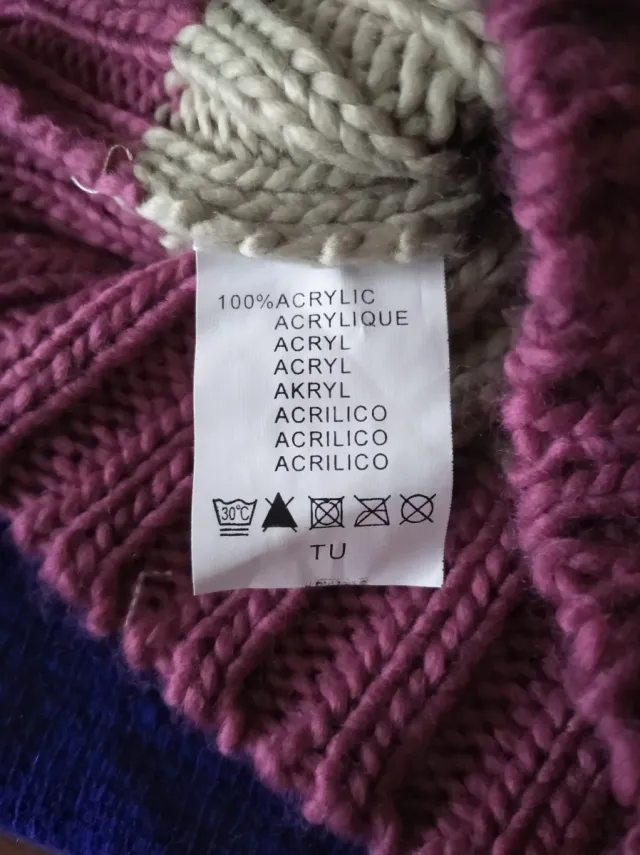 100% ACRYLIC
ACRYLIQUE
ACRYL
ACRYL
AKRYL
ACRILICO
ACRILICO
ACRILICO
30°C
TU